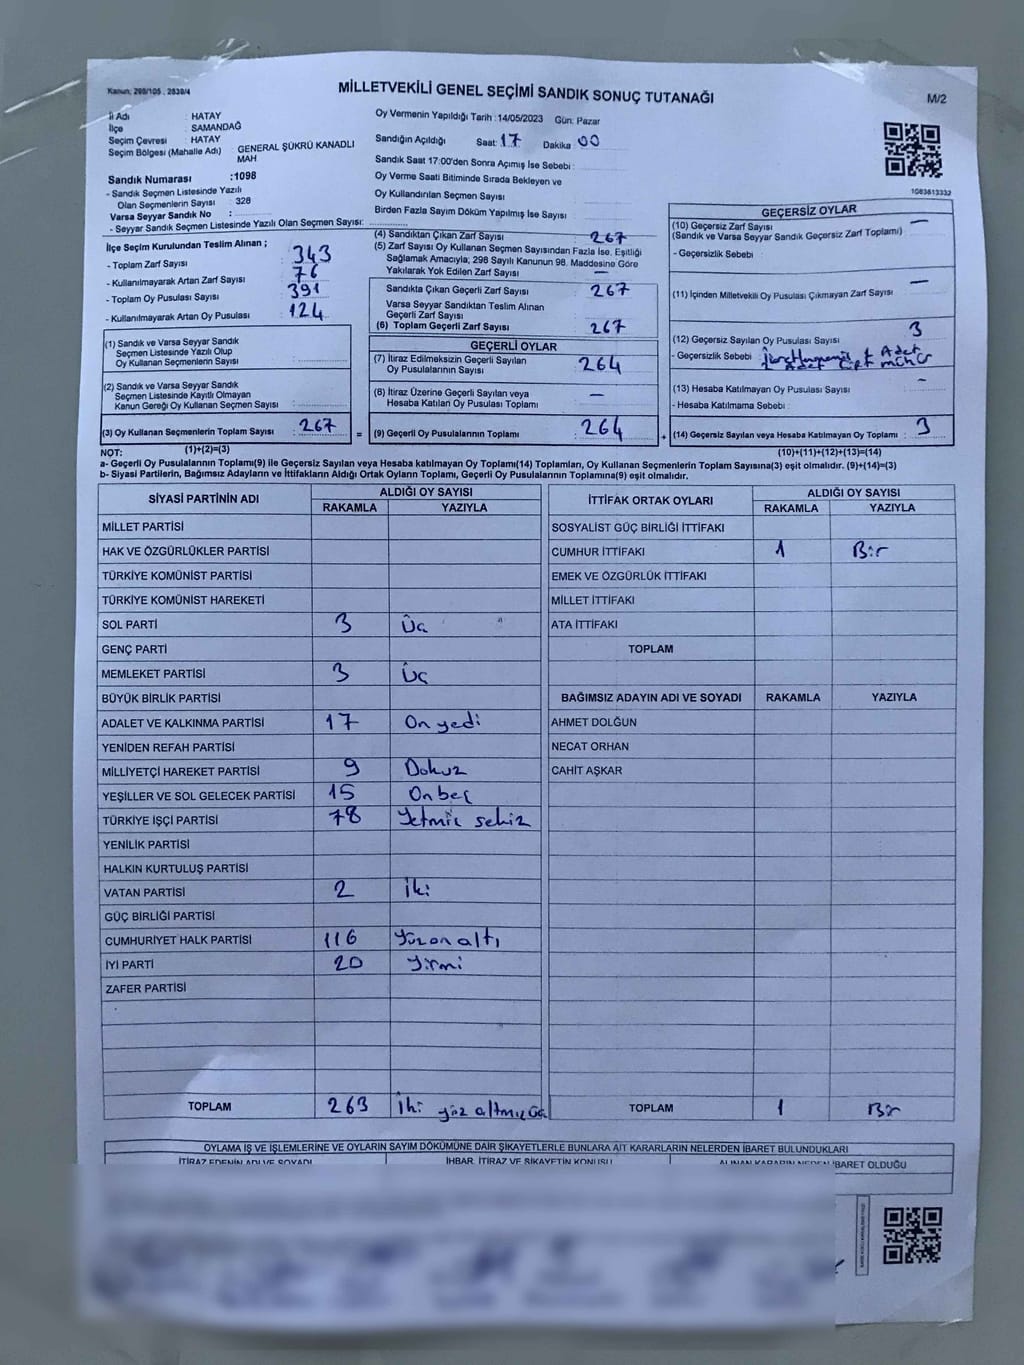 Kanun: 298/105 , 2839/4
MİLLETVEKİLİ GENEL SEÇİMİ SANDIK SONUÇ TUTANAĞI
M/2
İl Adı : HATAY
İlçe : SAMANDAĞ
Seçim Çevresi : HATAY
Seçim Bölgesi (Mahalle Adı) : GENERAL ŞÜKRÜ KANADLI MAH
Sandık Numarası :1098
- Sandık Seçmen Listesinde Yazılı
Olan Seçmenlerin Sayısı : 328
Varsa Seyyar Sandık No :
- Seyyar Sandık Seçmen Listesinde Yazılı Olan Seçmen Sayısı:
İlçe Seçim Kurulundan Teslim Alınan ;
- Toplam Zarf Sayısı : 343
- Kullanılmayarak Artan Zarf Sayısı : 76
- Toplam Oy Pusulası Sayısı : 391
- Kullanılmayarak Artan Oy Pusulası : 124
Oy Vermenin Yapıldığı Tarih :14/05/2023 Gün: Pazar
Sandığın Açıldığı Saat: 17 Dakika 00
Sandık Saat 17:00'den Sonra Açımış İse Sebebi :
Oy Verme Saati Bitiminde Sırada Bekleyen ve
Oy Kullandırılan Seçmen Sayısı :
Birden Fazla Sayım Dökümü Yapılmış İse Sayısı :
1083613332
(1) Sandık ve Varsa Seyyar Sandık
Seçmen Listesinde Yazılı Olup
Oy Kullanan Seçmenlerin Sayısı :
(2) Sandık ve Varsa Seyyar Sandık
Seçmen Listesinde Kayıtlı Olmayan
Kanun Gereği Oy Kullanan Seçmen Sayısı :
(3) Oy Kullanan Seçmenlerin Toplam Sayısı : 267
(4) Sandıktan Çıkan Zarf Sayısı : 267
(5) Zarf Sayısı Oy Kullanan Seçmen Sayısından Fazla İse, Eşitliği
Sağlamak Amacıyla; 298 Sayılı Kanunun 98. Maddesine Göre
Yakılarak Yok Edilen Zarf Sayısı : —
Sandıkta Çıkan Geçerli Zarf Sayısı : 267
Varsa Seyyar Sandıktan Teslim Alınan
Geçerli Zarf Sayısı :
(6) Toplam Geçerli Zarf Sayısı : 267
GEÇERLİ OYLAR
(7) İtiraz Edilmeksizin Geçerli Sayılan
Oy Pusulalarının Sayısı : 264
(8) İtiraz Üzerine Geçerli Sayılan veya
Hesaba Katılan Oy Pusulası Toplamı : —
= (9) Geçerli Oy Pusulalarının Toplamı : 264
GEÇERSİZ OYLAR
(10) Geçersiz Zarf Sayısı : —
(Sandık ve Varsa Seyyar Sandık Geçersiz Zarf Toplamı)
- Geçersizlik Sebebi :
(11) İçinden Milletvekili Oy Pusulası Çıkmayan Zarf Sayısı : —
(12) Geçersiz Sayılan Oy Pusulası Sayısı : 3
- Geçersizlik Sebebi : Adet
Adet Çift mühür
(13) Hesaba Katılmayan Oy Pusulası Sayısı : —
- Hesaba Katılmama Sebebi :
+ (14) Geçersiz Sayılan veya Hesaba Katılmayan Oy Toplamı : 3
NOT: (1)+(2)=(3) (10)+(11)+(12)+(13)=(14)
a- Geçerli Oy Pusulalarının Toplamı(9) ile Geçersiz Sayılan veya Hesaba katılmayan Oy Toplamı(14) Toplamları, Oy Kullanan Seçmenlerin Toplam Sayısına(3) eşit olmalıdır. (9)+(14)=(3)
b- Siyasi Partilerin, Bağımsız Adayların ve İttifakların Aldığı Ortak Oyların Toplamı, Geçerli Oy Pusulalarının Toplamına(9) eşit olmalıdır.
SİYASİ PARTİNİN ADI ALDIĞI OY SAYISI
RAKAMLA YAZIYLA
MİLLET PARTİSİ
HAK VE ÖZGÜRLÜKLER PARTİSİ
TÜRKİYE KOMÜNİST PARTİSİ
TÜRKİYE KOMÜNİST HAREKETİ
SOL PARTİ 3 Üç
GENÇ PARTİ
MEMLEKET PARTİSİ 3 Üç
BÜYÜK BİRLİK PARTİSİ
ADALET VE KALKINMA PARTİSİ 17 On yedi
YENİDEN REFAH PARTİSİ
MİLLİYETÇİ HAREKET PARTİSİ 9 Dokuz
YEŞİLLER VE SOL GELECEK PARTİSİ 15 On beş
TÜRKİYE İŞÇİ PARTİSİ 78 Yetmiş sekiz
YENİLİK PARTİSİ
HALKIN KURTULUŞ PARTİSİ
VATAN PARTİSİ 2 İki
GÜÇ BİRLİĞİ PARTİSİ
CUMHURİYET HALK PARTİSİ 116 Yüz on altı
İYİ PARTİ 20 Yirmi
ZAFER PARTİSİ
TOPLAM 263 İki yüz altmış üç
İTTİFAK ORTAK OYLARI ALDIĞI OY SAYISI
RAKAMLA YAZIYLA
SOSYALİST GÜÇ BİRLİĞİ İTTİFAKI
CUMHUR İTTİFAKI 1 Bir
EMEK VE ÖZGÜRLÜK İTTİFAKI
MİLLET İTTİFAKI
ATA İTTİFAKI
TOPLAM
BAĞIMSIZ ADAYIN ADI VE SOYADI RAKAMLA YAZIYLA
AHMET DOLĞUN
NECAT ORHAN
CAHİT AŞKAR
TOPLAM 1 Bir
OYLAMA İŞ VE İŞLEMLERİNE VE OYLARIN SAYIM DÖKÜMÜNE DAİR ŞİKAYETLERLE BUNLARA AİT KARARLARIN NELERDEN İBARET BULUNDUKLARI
İTİRAZ EDENİN ADI VE SOYADI İHBAR, İTİRAZ VE ŞİKAYETİN KONUSU ALINAN KARARIN NEDEN İBARET OLDUĞU